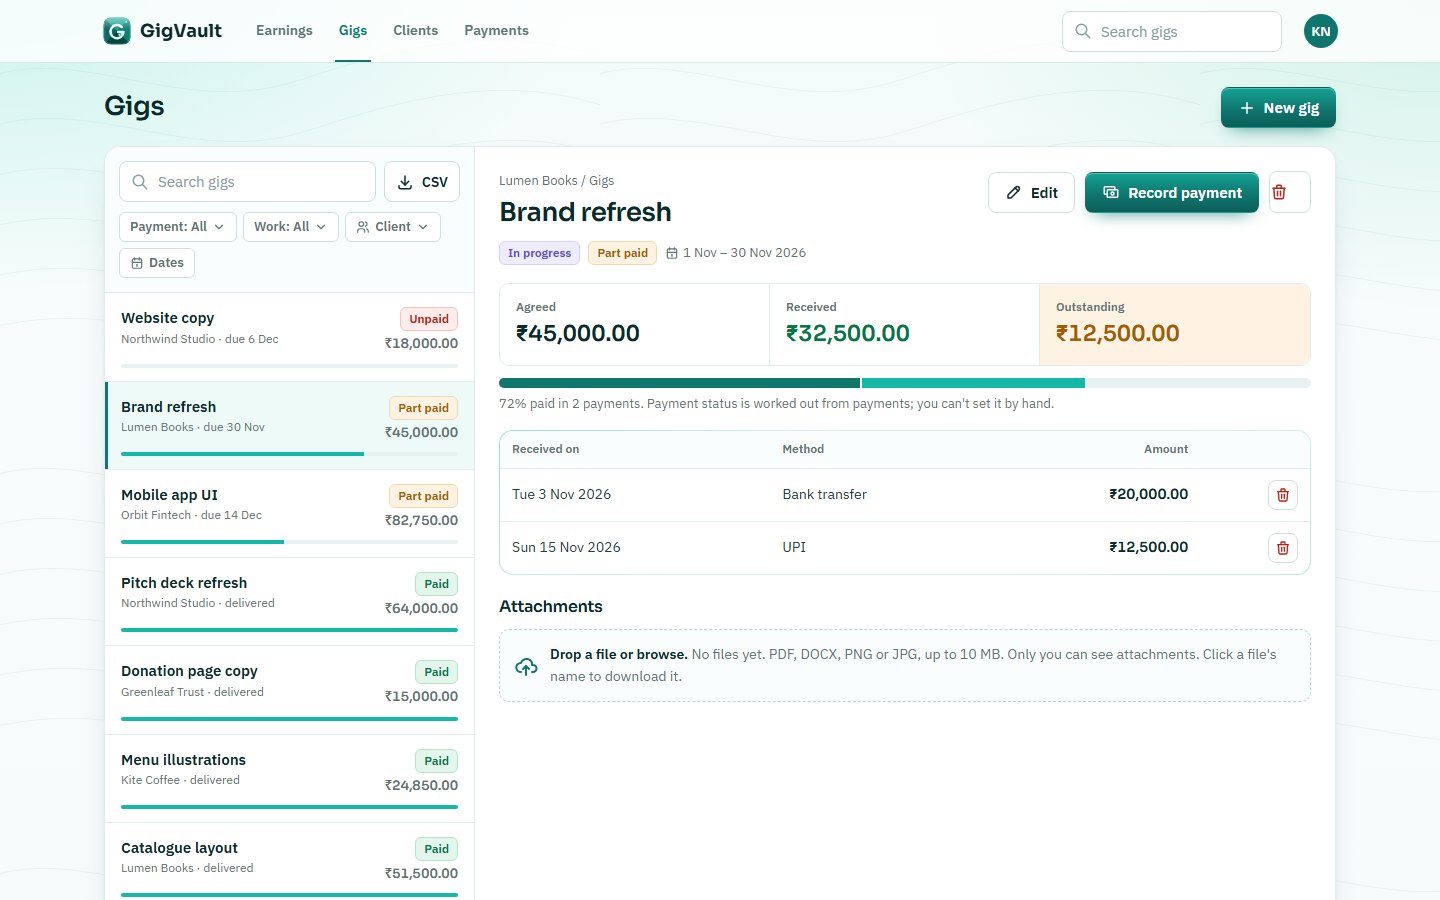 GigVault
Earnings
Gigs
Clients
Payments
Search gigs
KN
Gigs
New gig
Search gigs
CSV
Payment: All
Work: All
Client
Dates
Website copy
Unpaid
Northwind Studio · due 6 Dec
₹18,000.00
Brand refresh
Part paid
Lumen Books · due 30 Nov
₹45,000.00
Mobile app UI
Part paid
Orbit Fintech · due 14 Dec
₹82,750.00
Pitch deck refresh
Paid
Northwind Studio · delivered
₹64,000.00
Donation page copy
Paid
Greenleaf Trust · delivered
₹15,000.00
Menu illustrations
Paid
Kite Coffee · delivered
₹24,850.00
Catalogue layout
Paid
Lumen Books · delivered
₹51,500.00
Lumen Books / Gigs
Brand refresh
Edit
Record payment
In progress
Part paid
1 Nov – 30 Nov 2026
Agreed
₹45,000.00
Received
₹32,500.00
Outstanding
₹12,500.00
72% paid in 2 payments. Payment status is worked out from payments; you can't set it by hand.
Received on
Method
Amount
Tue 3 Nov 2026
Bank transfer
₹20,000.00
Sun 15 Nov 2026
UPI
₹12,500.00
Attachments
Drop a file or browse. No files yet. PDF, DOCX, PNG or JPG, up to 10 MB. Only you can see attachments. Click a file's
name to download it.